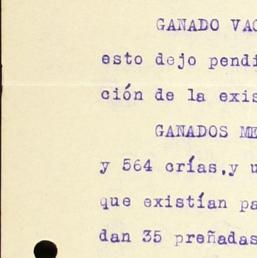 GANADO VAC
esto dejo pendi
ción de la exis
GANADOS ME
y 564 crías,y u
que existían pa
dan 35 preñadas